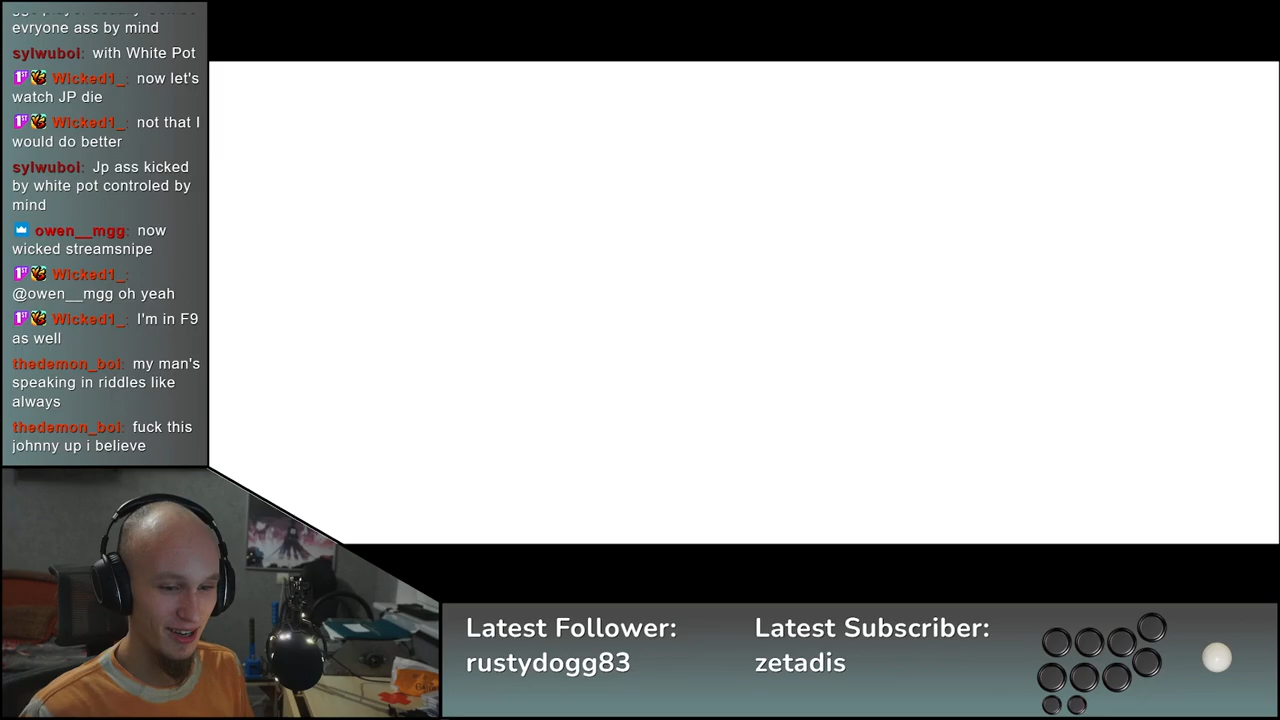 evryone ass by mind
sylwuboi: with White Pot
Wicked1_: now let's
watch JP die
Wicked1_: not that I
would do better
sylwuboi: Jp ass kicked
by white pot controled by
mind
owen__mgg: now
wicked streamsnipe
Wicked1_:
@owen__mgg oh yeah
Wicked1_: I'm in F9
as well
thedemon_boi: my man's
speaking in riddles like
always
thedemon_boi: fuck this
johnny up i believe
Latest Follower:
rustydogg83
Latest Subscriber:
zetadis